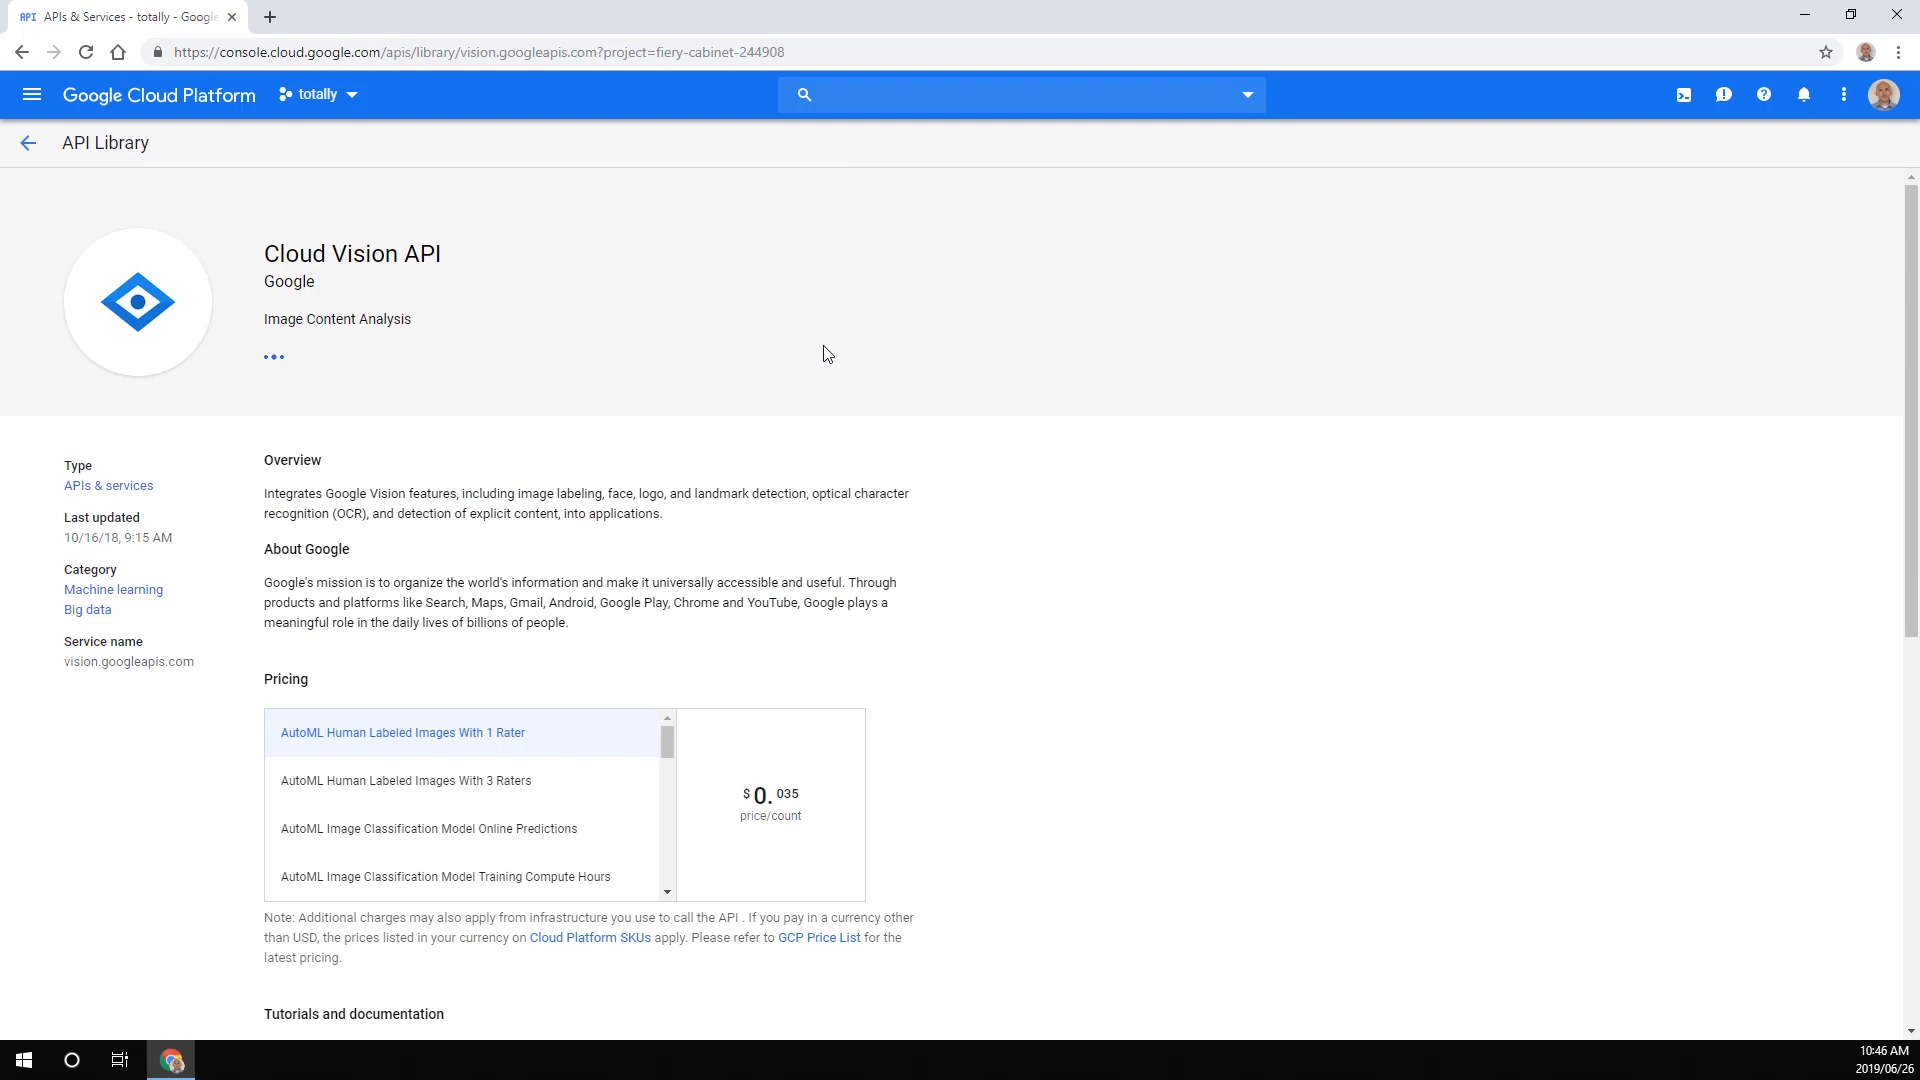 API APIs & Services - totally - Google
https://console.cloud.google.com/apis/library/vision.googleapis.com?project=fiery-cabinet-244908
Google Cloud Platform totally
API Library
Cloud Vision API
Google
Image Content Analysis
Type
APIs & services
Last updated
10/16/18, 9:15 AM
Category
Machine learning
Big data
Service name
vision.googleapis.com
Overview
Integrates Google Vision features, including image labeling, face, logo, and landmark detection, optical character
recognition (OCR), and detection of explicit content, into applications.
About Google
Google's mission is to organize the world's information and make it universally accessible and useful. Through
products and platforms like Search, Maps, Gmail, Android, Google Play, Chrome and YouTube, Google plays a
meaningful role in the daily lives of billions of people.
Pricing
AutoML Human Labeled Images With 1 Rater
AutoML Human Labeled Images With 3 Raters
AutoML Image Classification Model Online Predictions
AutoML Image Classification Model Training Compute Hours
$ 0. 035
price/count
Note: Additional charges may also apply from infrastructure you use to call the API . If you pay in a currency other
than USD, the prices listed in your currency on Cloud Platform SKUs apply. Please refer to GCP Price List for the
latest pricing.
Tutorials and documentation
10:46 AM
2019/06/26